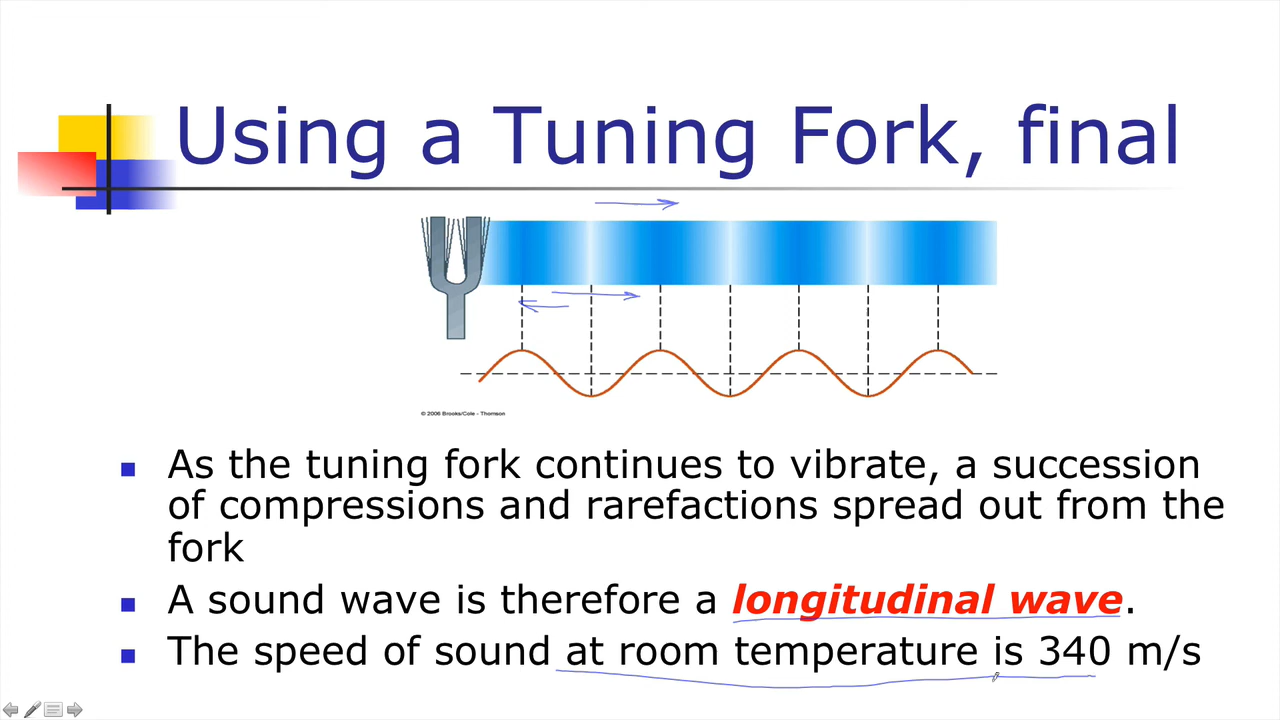 Using a Tuning Fork, final
© 2006 Brooks/Cole - Thomson
As the tuning fork continues to vibrate, a succession
of compressions and rarefactions spread out from the
fork
A sound wave is therefore a longitudinal wave.
The speed of sound at room temperature is 340 m/s